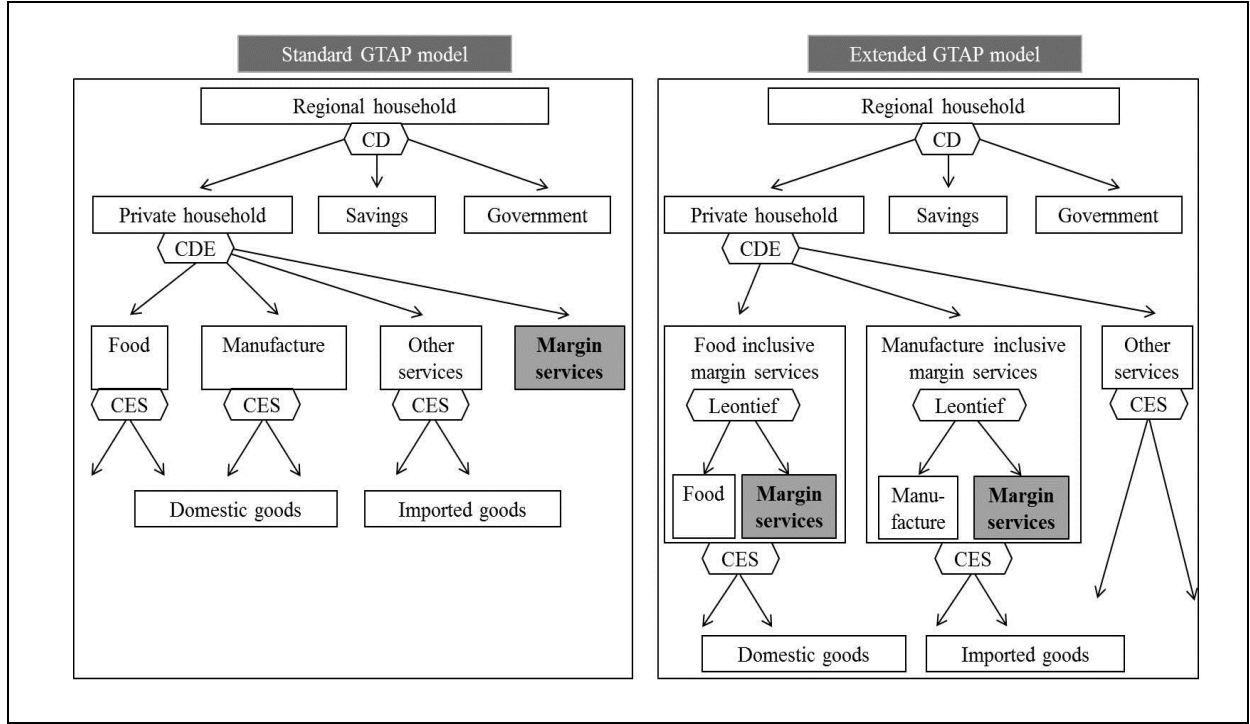 Standard GTAP model
Regional household
CD
Private household
Savings
Government
CDE
Food
Manufacture
Other
services
Margin
services
CES
CES
CES
Domestic goods
Imported goods
Extended GTAP model
Regional household
CD
Private household
Savings
Government
CDE
Food inclusive
margin services
Manufacture inclusive
margin services
Other
services
Leontief
Leontief
CES
Food
Margin
services
Manu-
facture
Margin
services
CES
CES
Domestic goods
Imported goods